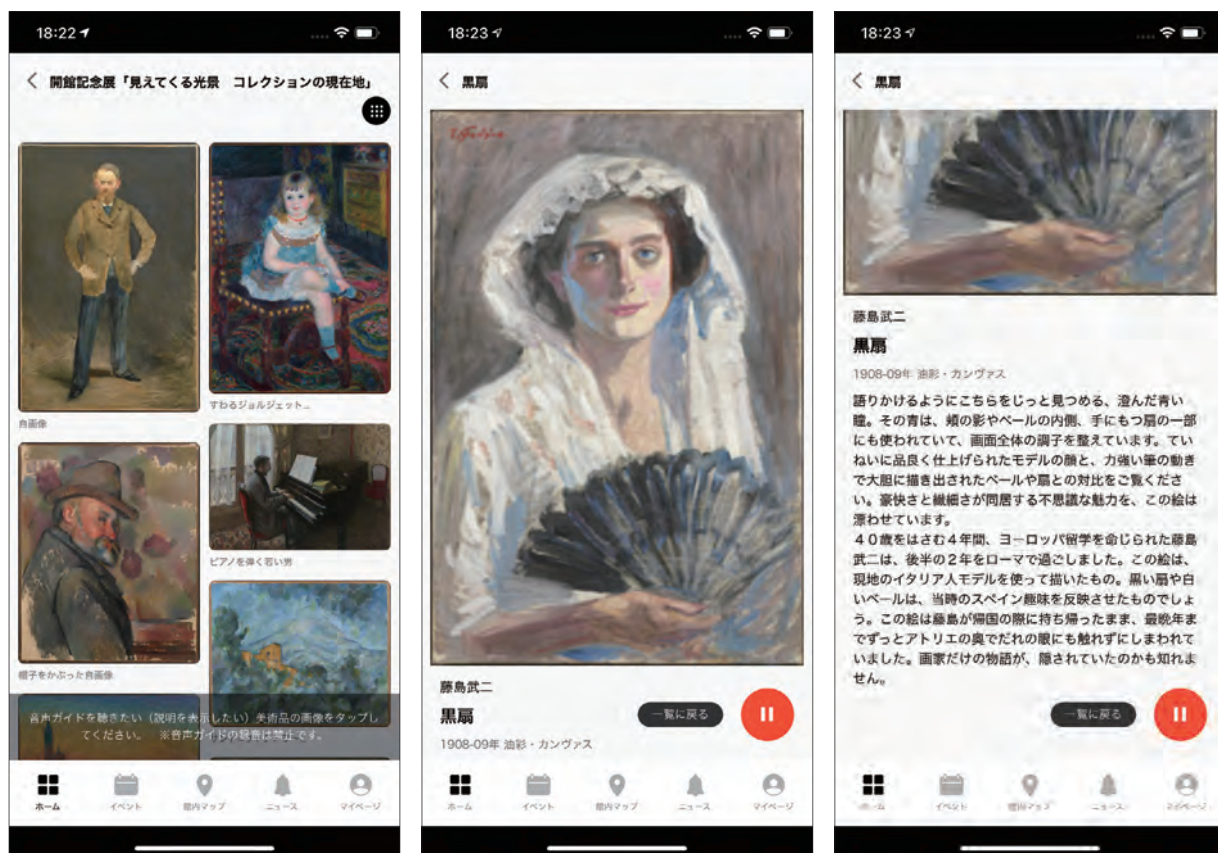 18:22
開館記念展「見えてくる光景 コレクションの現在地」
自画像
すわるジョルジェット...
帽子をかぶった自画像
ピアノを弾く若い男
音声ガイドを聴きたい（説明を表示したい）美術品の画像をタップし
てください。 ※音声ガイドの録音は禁止です。
ホーム
イベント
館内マップ
ニュース
マイページ
18:23
黒扇
藤島武二
黒扇
1908-09年 油彩・カンヴァス
一覧に戻る
ホーム
イベント
館内マップ
ニュース
マイページ
18:23
黒扇
藤島武二
黒扇
1908-09年 油彩・カンヴァス
語りかけるようにこちらをじっと見つめる、澄んだ青い
瞳。その青は、頬の影やベールの内側、手にもつ扇の一部
にも使われていて、画面全体の調子を整えています。てい
ねいに品良く仕上げられたモデルの顔と、力強い筆の動き
で大胆に描き出されたベールや扇との対比をご覧くださ
い。豪快さと繊細さが同居する不思議な魅力を、この絵は
漂わせています。
４０歳をはさむ４年間、ヨーロッパ留学を命じられた藤島
武二は、後半の２年をローマで過ごしました。この絵は、
現地のイタリア人モデルを使って描いたもの。黒い扇や白
いベールは、当時のスペイン趣味を反映させたものでしょ
う。この絵は藤島が帰国の際に持ち帰ったまま、最晩年ま
でずっとアトリエの奥でだれの眼にも触れずにしまわれて
いました。画家だけの物語が、隠されていたのかも知れま
せん。
一覧に戻る
ホーム
イベント
館内マップ
ニュース
マイページ